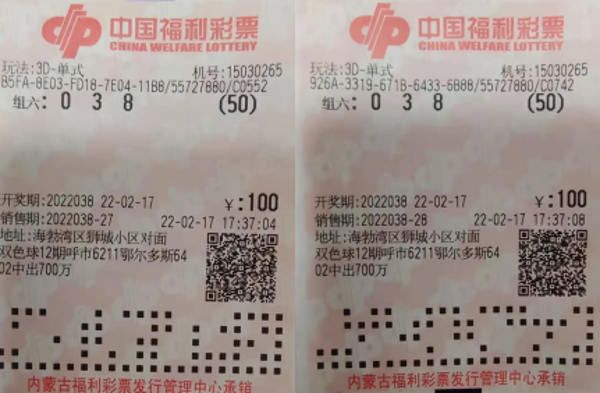 中国福利彩票
CHINA WELFARE LOTTERY
玩法:3D-单式 机号:15030265
B5FA-8E03-FD18-7E04-11B8/55727880/C0552
组六: 0 3 8 (50)
开奖期:2022038 22-02-17 ¥:100
销售期:2022038-27 22-02-17 17:37:04
地址:海勃湾区狮城小区对面
双色球12期呼市6211鄂尔多斯64
02中出700万
内蒙古福利彩票发行管理中心承销
中国福利彩票
CHINA WELFARE LOTTERY
玩法:3D-单式 机号:15030265
926A-3319-671B-6433-6888/55727880/C0742
组六: 0 3 8 (50)
开奖期:2022038 22-02-17 ¥:100
销售期:2022038-28 22-02-17 17:37:08
地址:海勃湾区狮城小区对面
双色球12期呼市6211鄂尔多斯64
02中出700万
内蒙古福利彩票发行管理中心承销